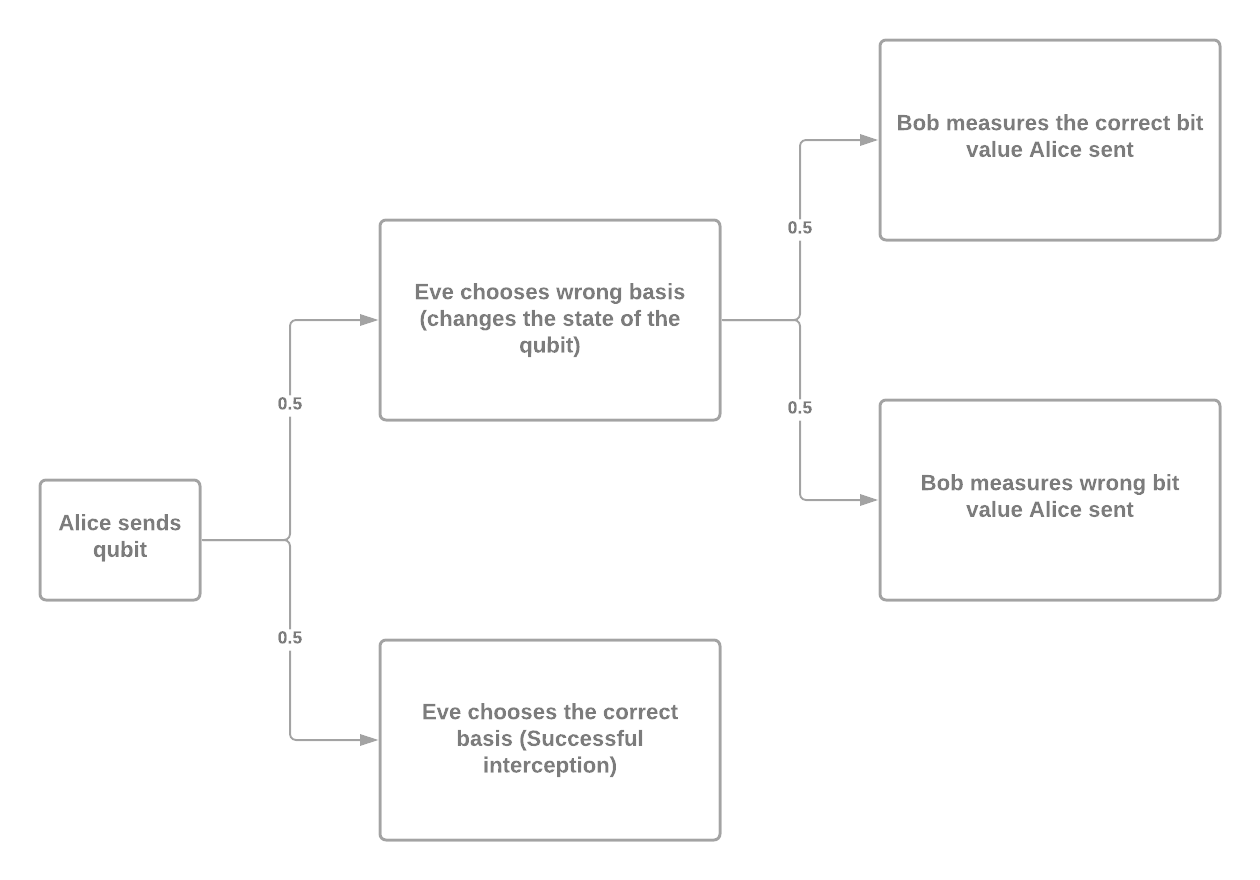 Alice sends
qubit
0.5
0.5
Eve chooses wrong basis
(changes the state of the
qubit)
Eve chooses the correct
basis (Successful
interception)
0.5
0.5
Bob measures the correct bit
value Alice sent
Bob measures wrong bit
value Alice sent